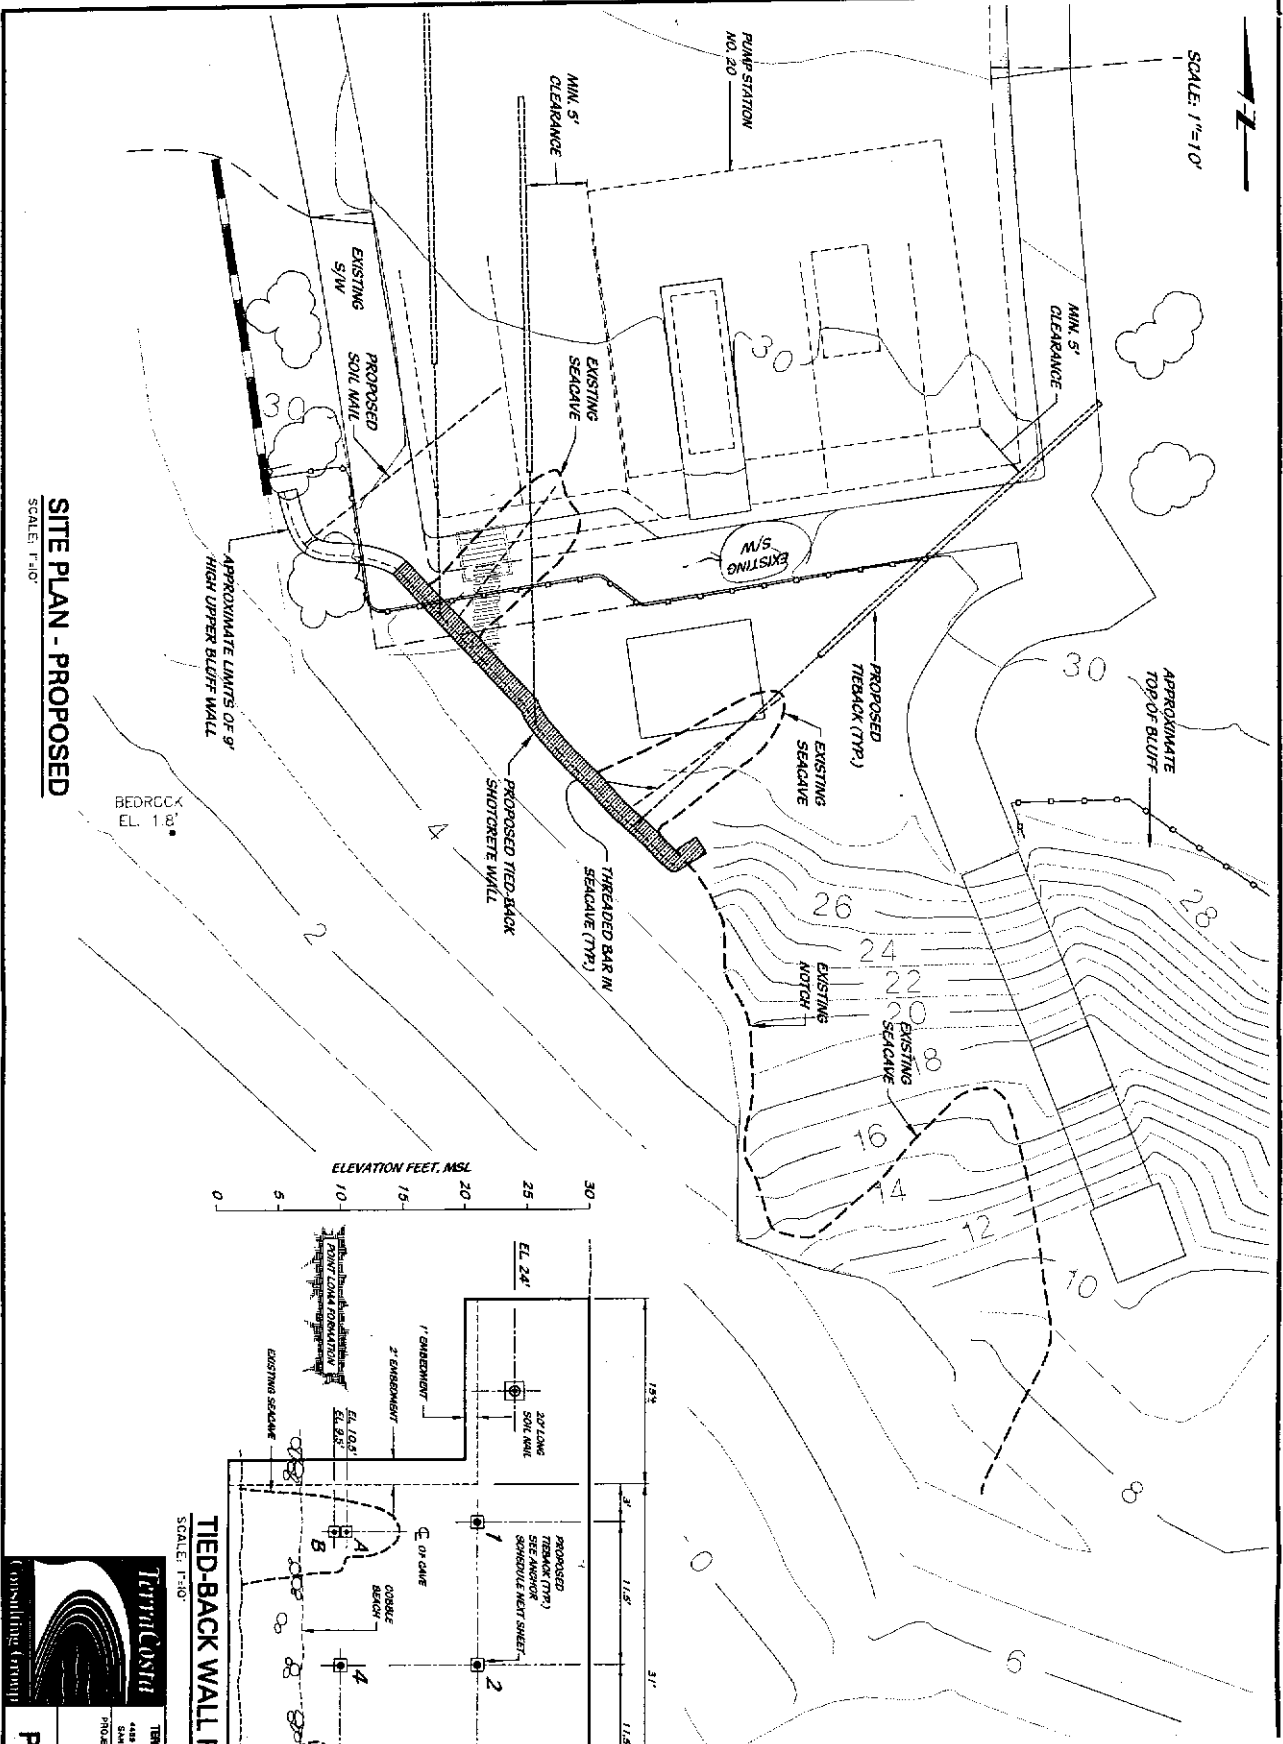 SCALE: 1"=10'
PUMP STATION
NO. 20
MIN. 5'
CLEARANCE
MIN. 5'
CLEARANCE
EXISTING
S/W
PROPOSED
SOIL NAIL
EXISTING
SEACAVE
30
30
EXISTING
S/W
PROPOSED
TIEBACK (TYP.)
EXISTING
SEACAVE
30
APPROXIMATE
TOP OF BLUFF
APPROXIMATE LIMITS OF 9'
HIGH UPPER BLUFF WALL
PROPOSED TIED-BACK
SHOTCRETE WALL
THREADED BAR IN
SEACAVE (TYP.)
EXISTING
NOTCH
EXISTING
SEACAVE
28
26
24
22
20
18
16
14
12
10
8
6
4
2
0
BEDROCK
EL. 1.8'
SITE PLAN - PROPOSED
SCALE: 1"=10'
ELEVATION FEET, MSL
30
25
20
15
10
5
0
EL. 24'
20' LONG
SOIL NAIL
1' EMBEDMENT
2' EMBEDMENT
POINT LOMA FORMATION
EXISTING SEACAVE
EL. 10.5'
EL. 9.5'
A
B
℄ OF CAVE
COBBLE
BEACH
PROPOSED
TIEBACK (TYP.)
SEE ANCHOR
SCHEDULE NEXT SHEET
1
2
4
3'
11.5'
31'
11.5'
TIED-BACK WALL
SCALE: 1"=10'
TerraCosta
Consulting Group